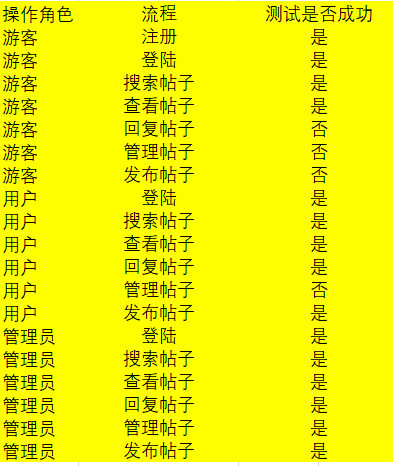 操作角色 流程 测试是否成功
游客 注册 是
游客 登陆 是
游客 搜索帖子 是
游客 查看帖子 是
游客 回复帖子 否
游客 管理帖子 否
游客 发布帖子 否
用户 登陆 是
用户 搜索帖子 是
用户 查看帖子 是
用户 回复帖子 是
用户 管理帖子 否
用户 发布帖子 是
管理员 登陆 是
管理员 搜索帖子 是
管理员 查看帖子 是
管理员 回复帖子 是
管理员 管理帖子 是
管理员 发布帖子 是